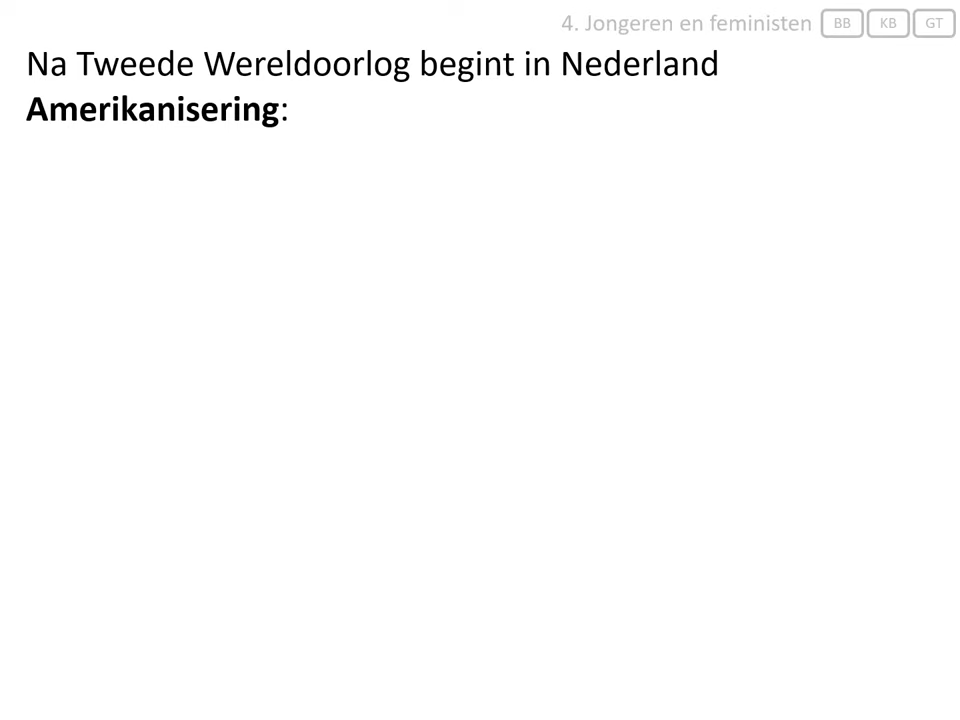 4. Jongeren en feministen BB KB GT
Na Tweede Wereldoorlog begint in Nederland
Amerikanisering: